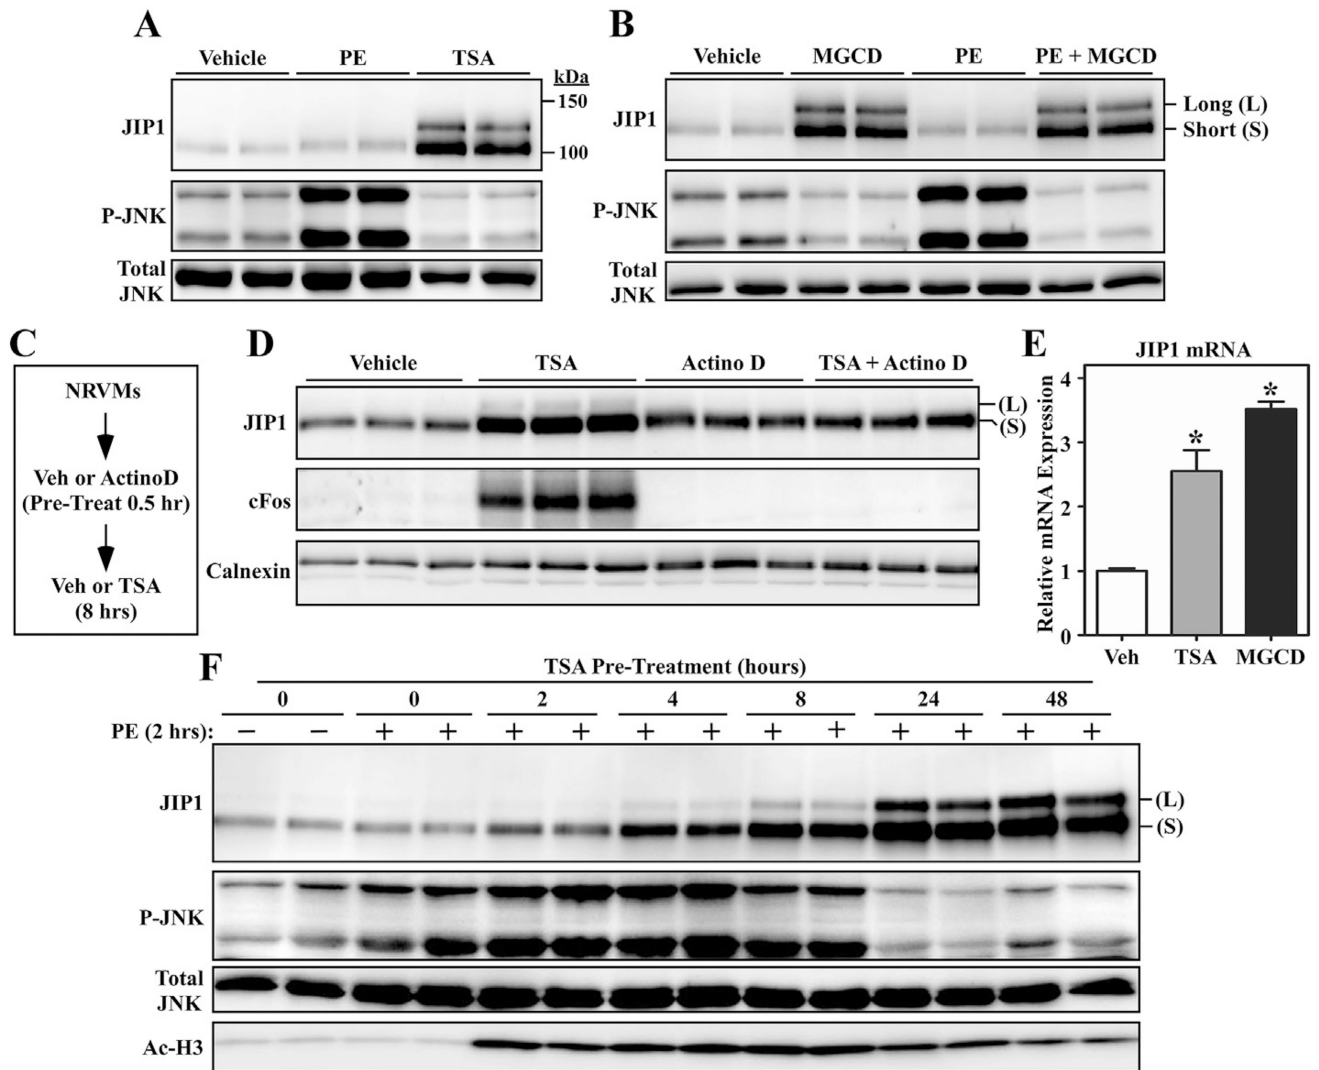 A
Vehicle PE TSA
kDa
150
100
JIP1
P-JNK
Total
JNK
B
Vehicle MGCD PE PE + MGCD
JIP1
Long (L)
Short (S)
P-JNK
Total
JNK
C
NRVMs
Veh or ActinoD
(Pre-Treat 0.5 hr)
Veh or TSA
(8 hrs)
D
Vehicle TSA Actino D TSA + Actino D
JIP1
(L)
(S)
cFos
Calnexin
E
JIP1 mRNA
Relative mRNA Expression
4
3
2
1
0
* *
Veh TSA MGCD
F
TSA Pre-Treatment (hours)
0 0 2 4 8 24 48
PE (2 hrs): − − + + + + + + + + + + + +
JIP1
(L)
(S)
P-JNK
Total
JNK
Ac-H3